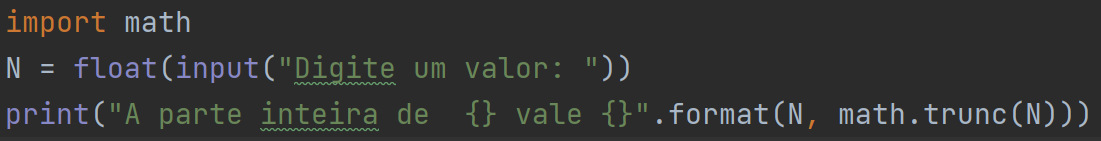 import math
N = float(input("Digite um valor: "))
print("A parte inteira de  {} vale {}".format(N, math.trunc(N)))